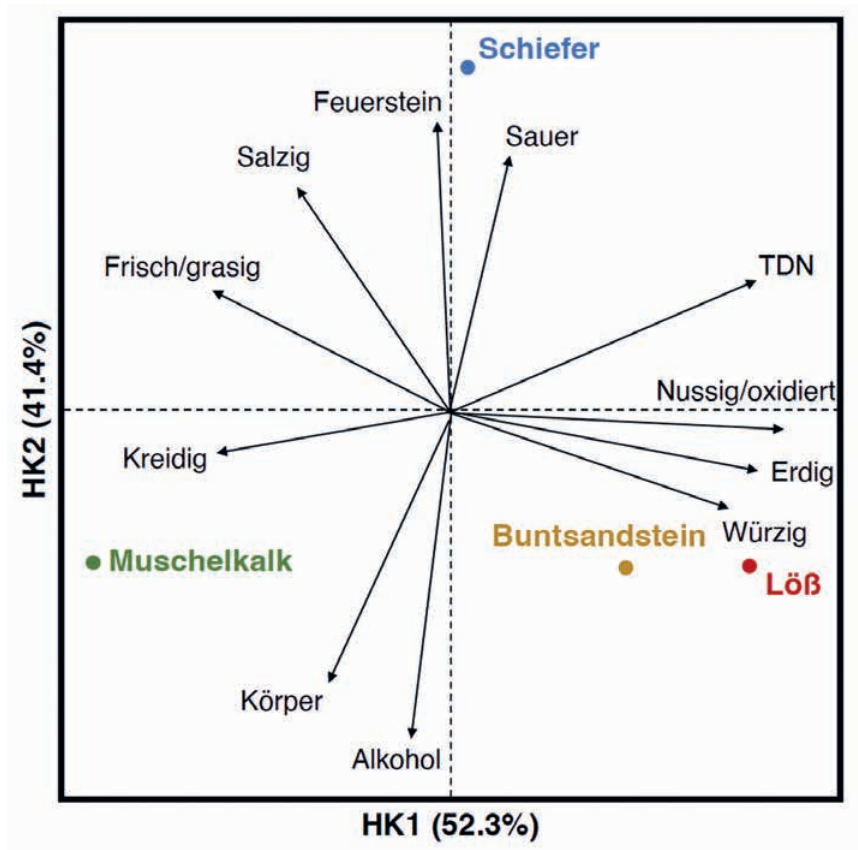 Schiefer
Feuerstein
Sauer
Salzig
Frisch/grasig
TDN
Nussig/oxidiert
Kreidig
Erdig
Würzig
Buntsandstein
Muschelkalk
Löß
Körper
Alkohol
HK2 (41.4%)
HK1 (52.3%)